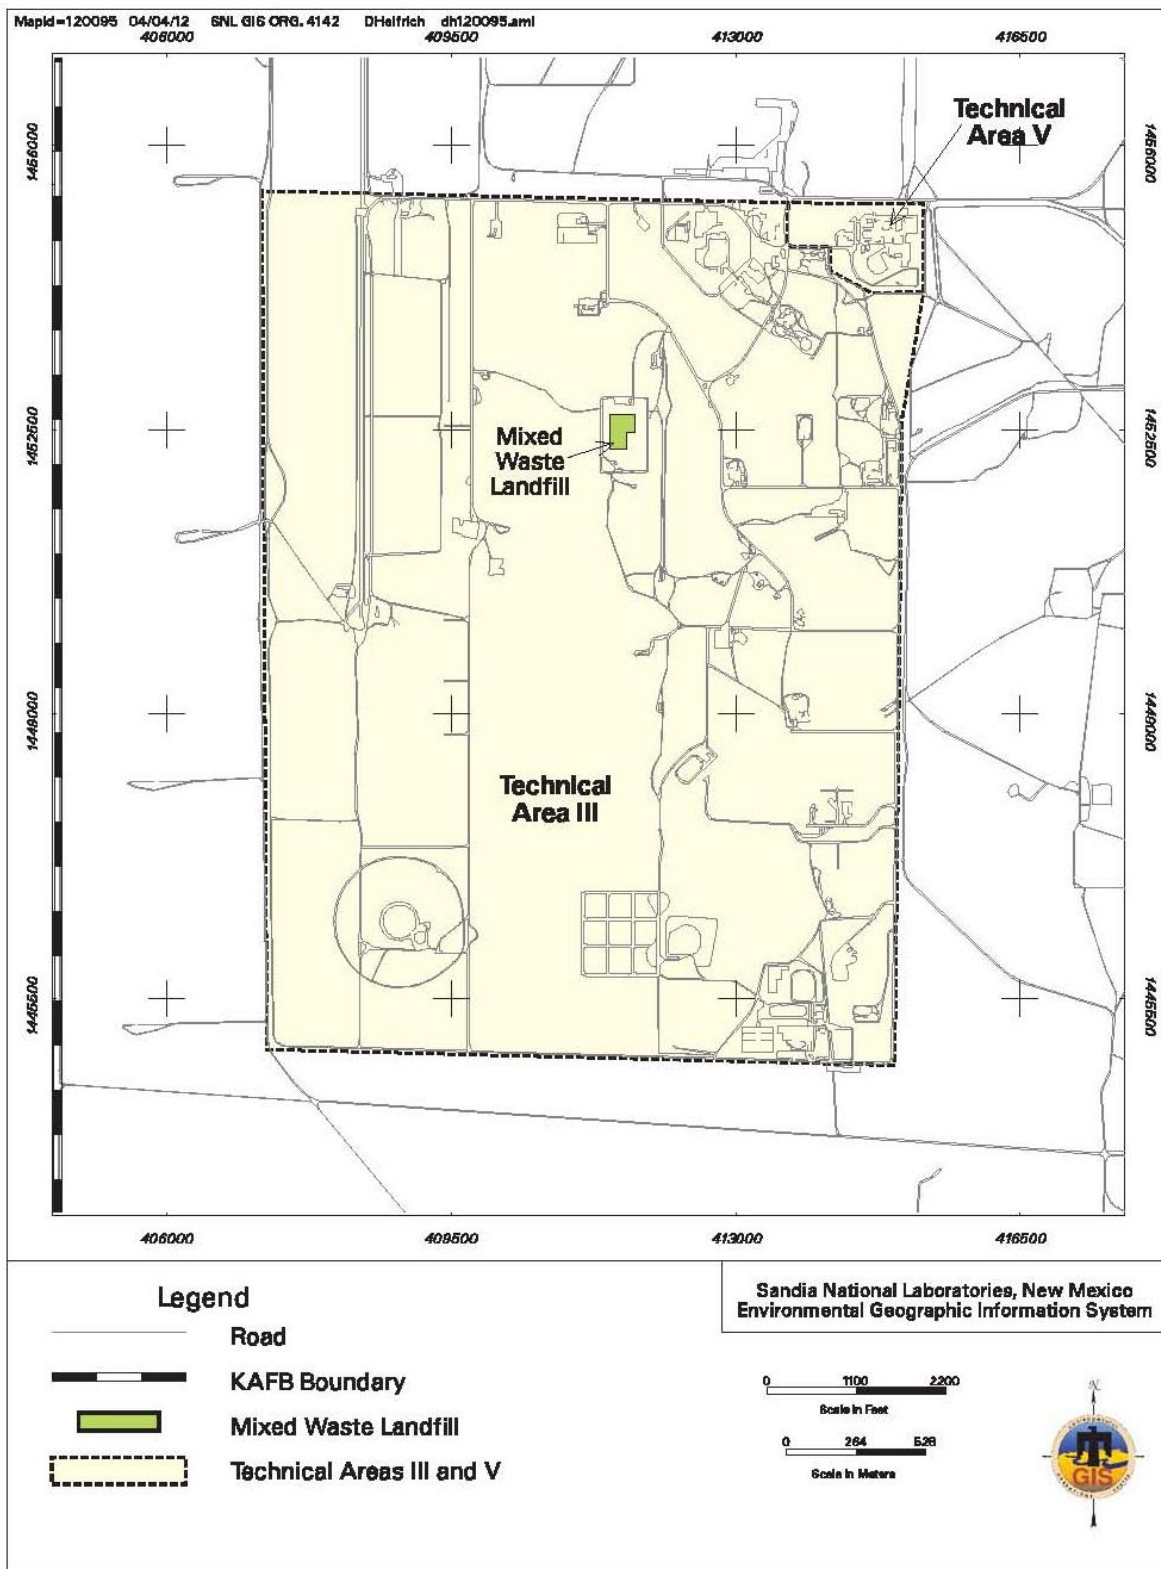 MapId=120095 04/04/12 SNL GIS ORG. 4142 DHelfrich dh120095.aml
406000 409500 413000 416500
Technical
Area V
1456000 1456000
1452500 1452500
Mixed
Waste
Landfill
1449000 1449000
Technical
Area III
1445500 1445500
406000 409500 413000 416500
Legend
Road
KAFB Boundary
Mixed Waste Landfill
Technical Areas III and V
Sandia National Laboratories, New Mexico
Environmental Geographic Information System
0 1100 2200
Scale in Feet
0 264 528
Scale in Meters
N
GIS